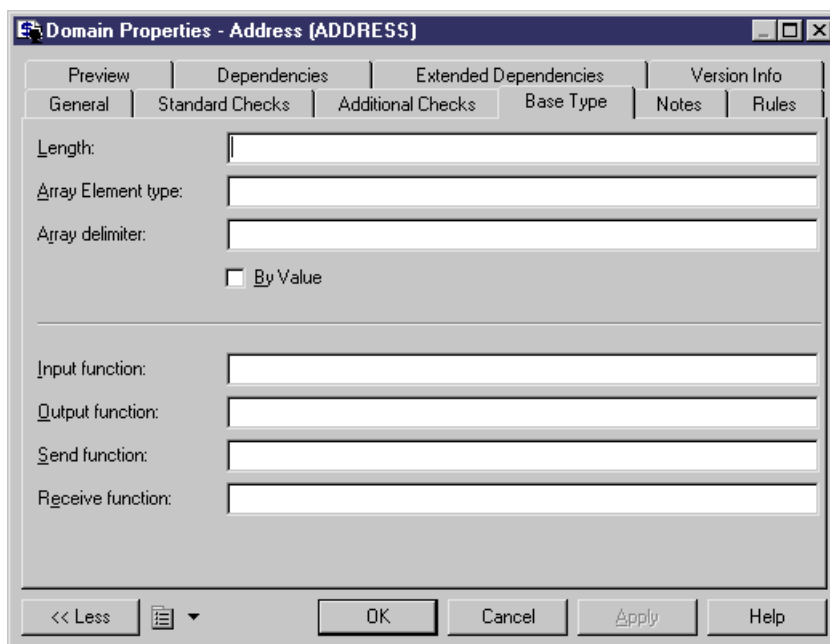 Domain Properties - Address (ADDRESS)
Preview Dependencies Extended Dependencies Version Info
General Standard Checks Additional Checks Base Type Notes Rules
Length:
Array Element type:
Array delimiter:
By Value
Input function:
Output function:
Send function:
Receive function:
<< Less OK Cancel Apply Help